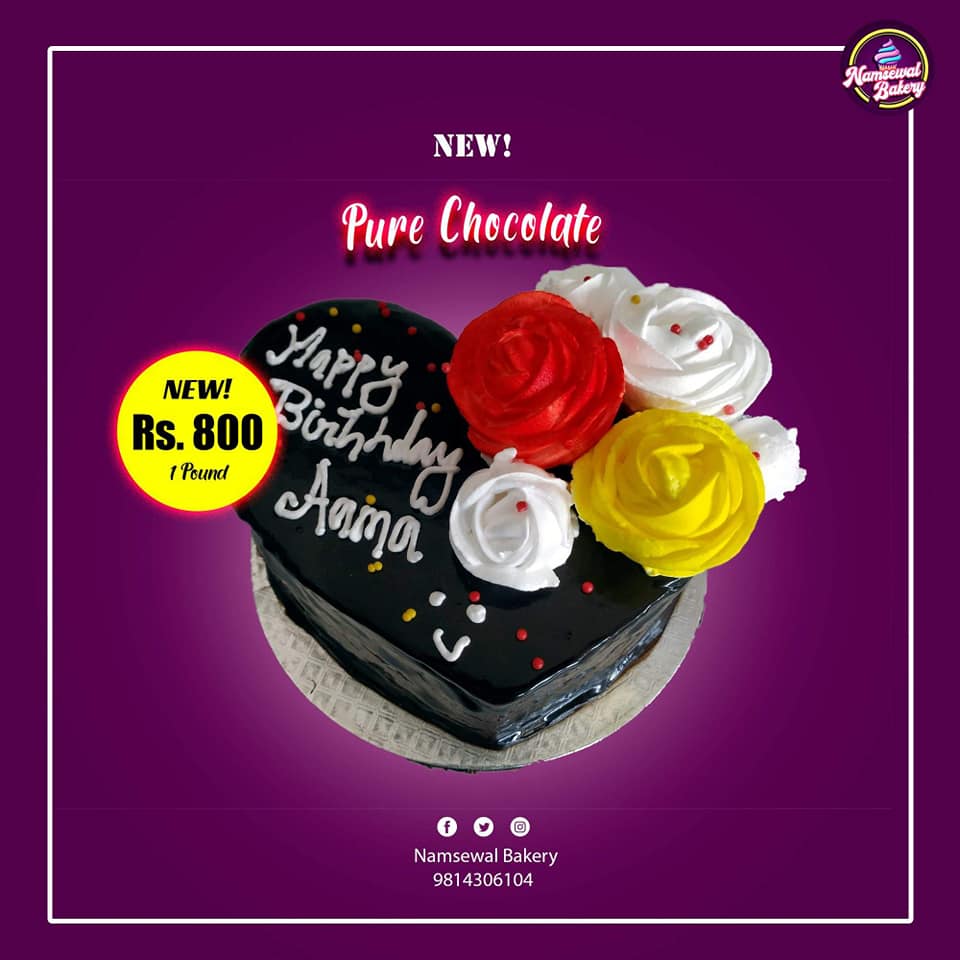 Namsewal
Bakery
NEW!
Pure Chocolate
NEW!
Rs. 800
1 Pound
Happy
Birthday
Aama
Namsewal Bakery
9814306104